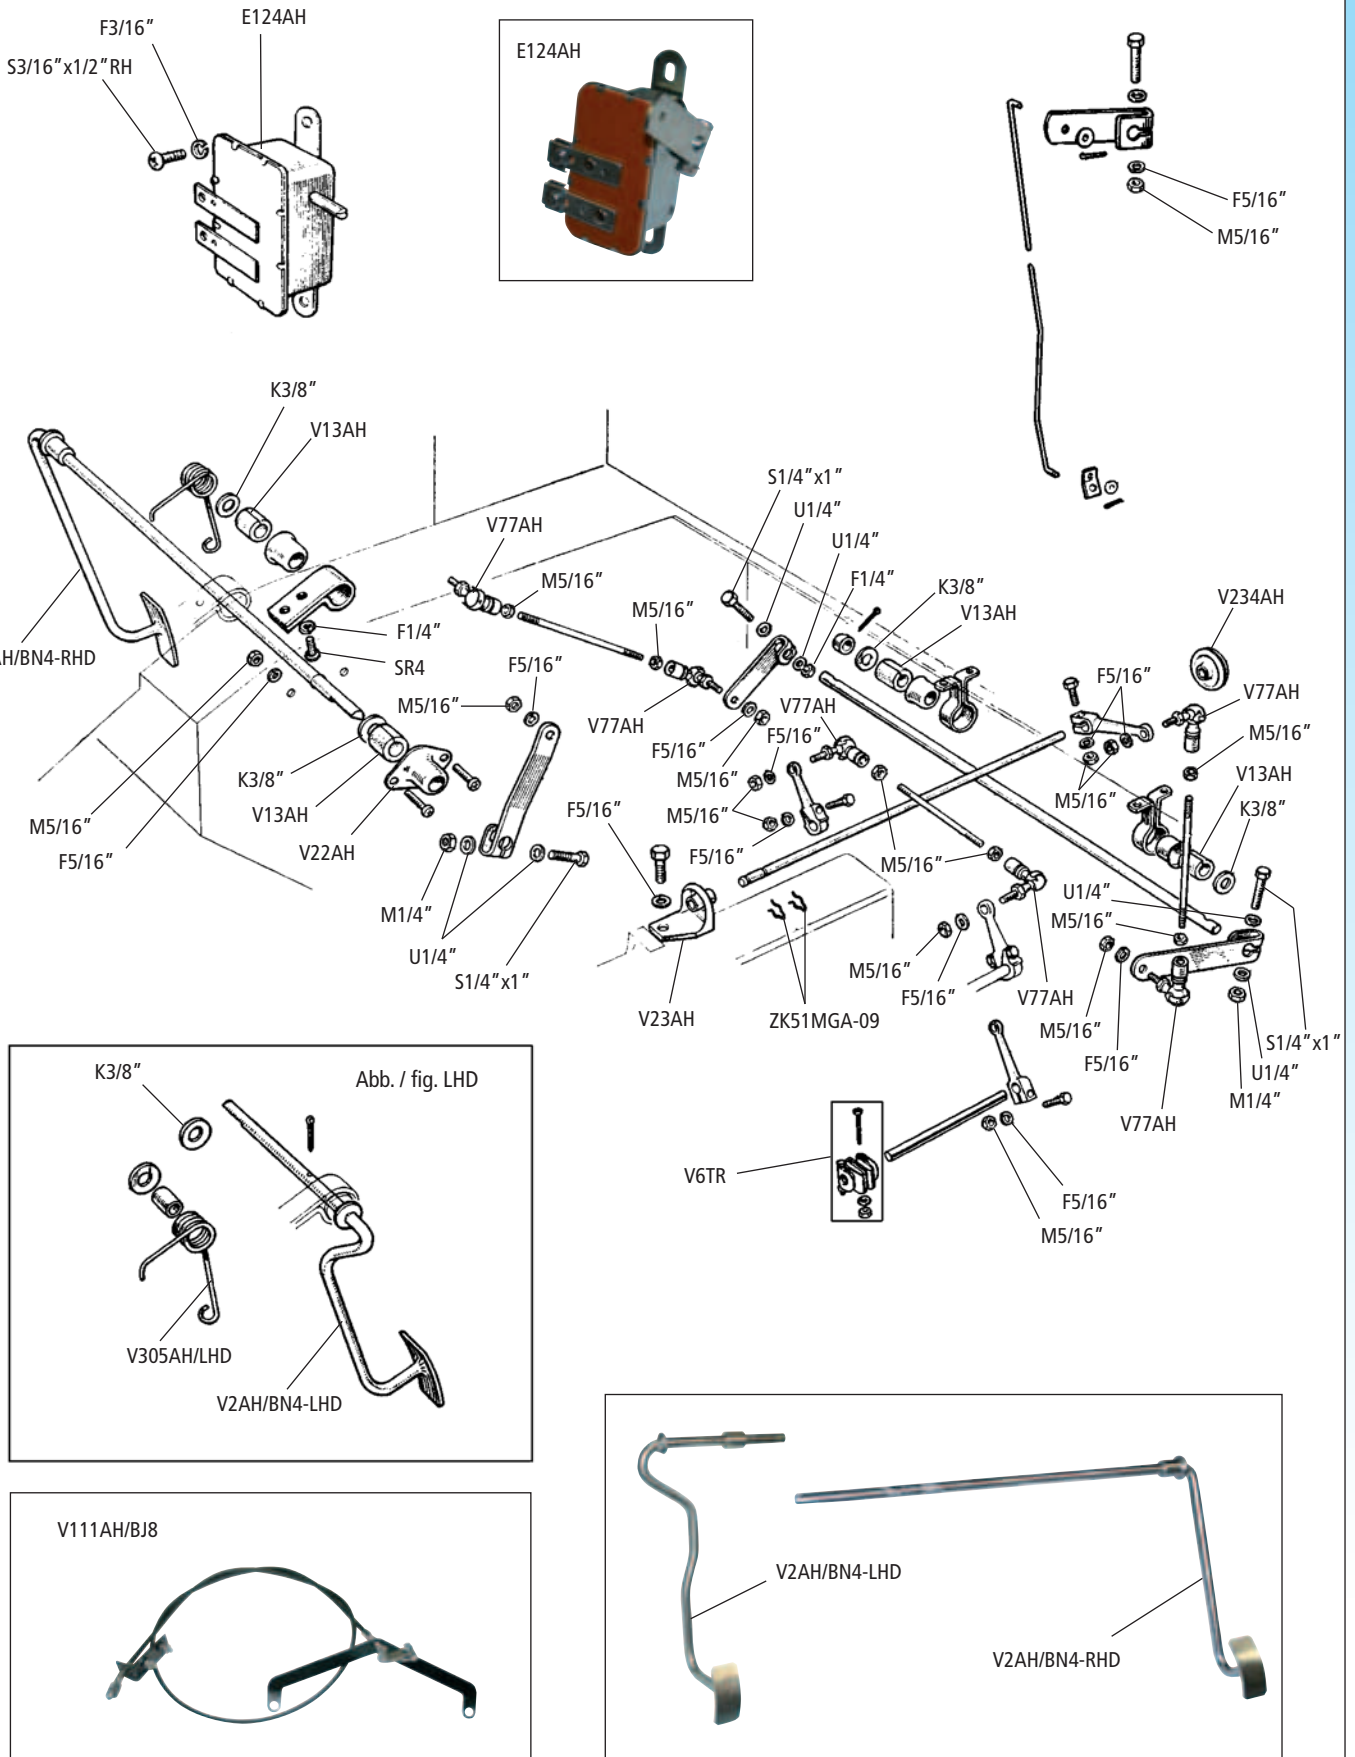 E124AH
F3/16"
S3/16"x1/2"RH
E124AH
F5/16"
M5/16"
K3/8"
V13AH
S1/4"x1"
U1/4"
V77AH
U1/4"
M5/16"
F1/4"
K3/8"
V13AH
V234AH
M5/16"
F1/4"
SR4
AH/BN4-RHD
F5/16"
M5/16"
V77AH
F5/16"
M5/16"
V77AH
F5/16"
F5/16"
V77AH
M5/16"
M5/16"
V13AH
K3/8"
K3/8"
V13AH
V22AH
M5/16"
F5/16"
F5/16"
M5/16"
F5/16"
M5/16"
U1/4"
M5/16"
M1/4"
U1/4"
S1/4"x1"
V23AH
ZK51MGA-09
M5/16"
F5/16"
V77AH
M5/16"
F5/16"
S1/4"x1"
U1/4"
M1/4"
V77AH
K3/8"
Abb. / fig. LHD
V305AH/LHD
V2AH/BN4-LHD
V6TR
F5/16"
M5/16"
V111AH/BJ8
V2AH/BN4-LHD
V2AH/BN4-RHD